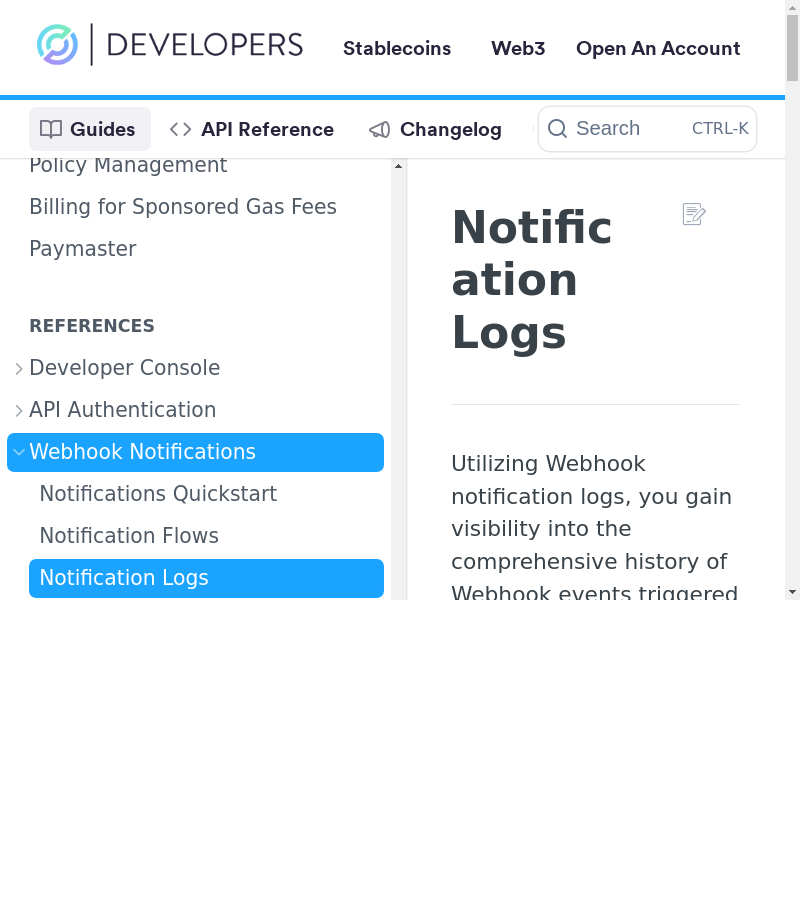 DEVELOPERS
Stablecoins
Web3
Open An Account
Guides
API Reference
Changelog
Search
CTRL-K
Policy Management
Billing for Sponsored Gas Fees
Paymaster
REFERENCES
Developer Console
API Authentication
Webhook Notifications
Notifications Quickstart
Notification Flows
Notification Logs
Notific
ation
Logs
Utilizing Webhook
notification logs, you gain
visibility into the
comprehensive history of
Webhook events triggered